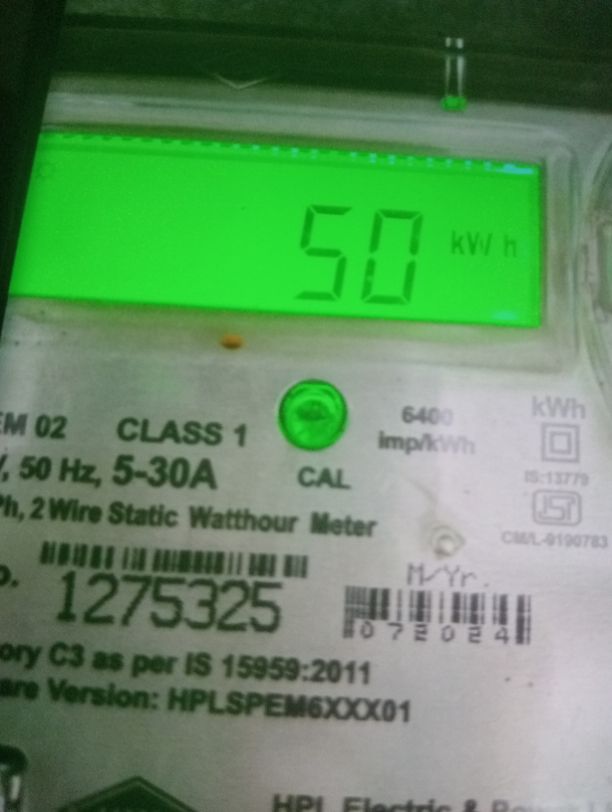 50 kWh
EM 02 CLASS 1 6400 kWh
imp/kWh
V, 50 Hz, 5-30A CAL IS:13779
Ph, 2 Wire Static Watthour Meter CM/L-9190783
M/Yr.
1275325
072024
ory C3 as per IS 15959:2011
are Version: HPLSPEM6XXX01
HPL Electric &